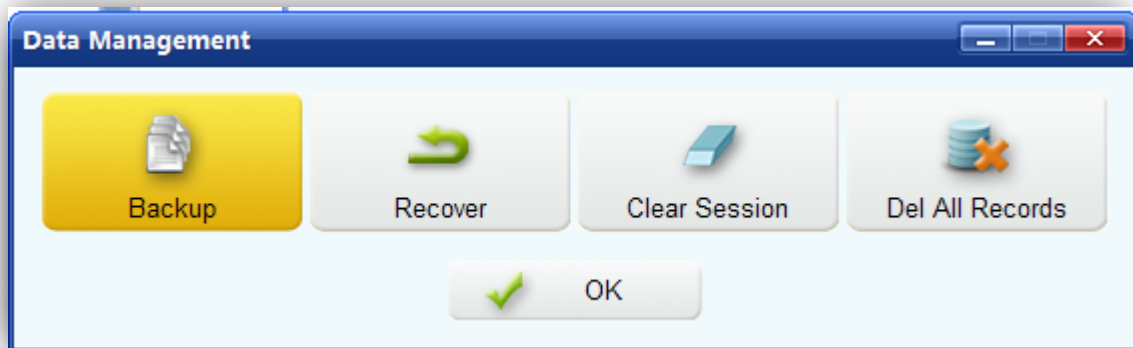 Data Management
Backup
Recover
Clear Session
Del All Records
OK